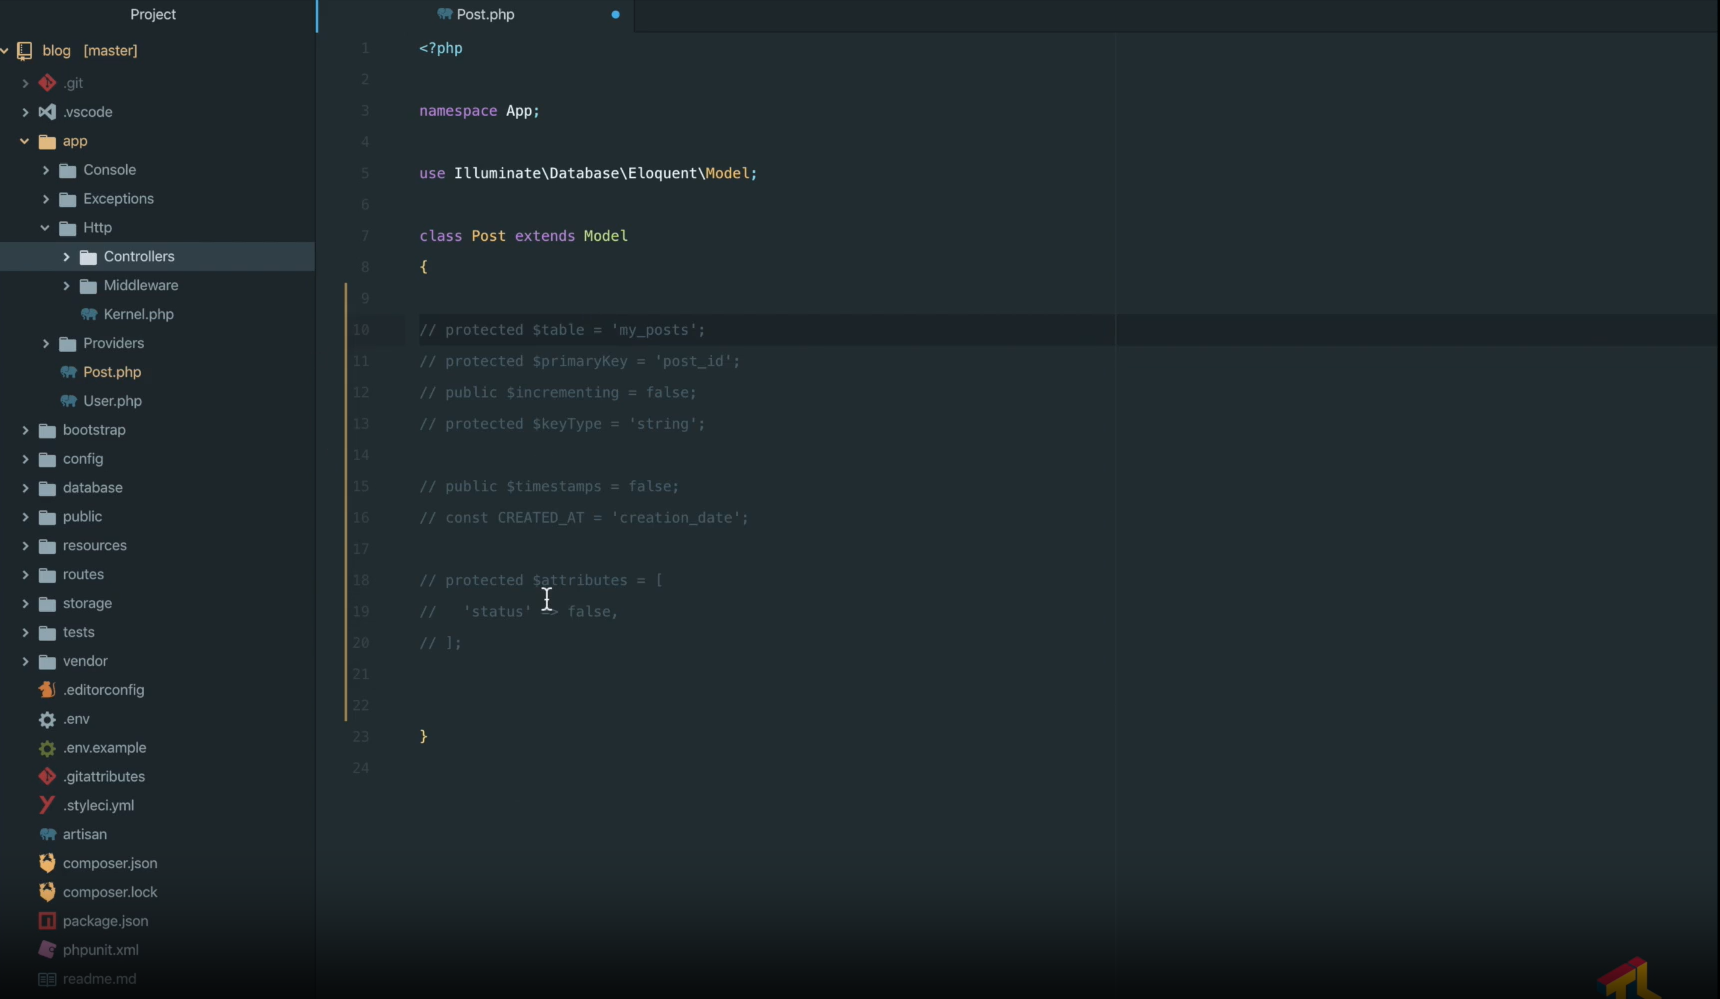 Project
blog [master]
.git
.vscode
app
Console
Exceptions
Http
Controllers
Middleware
Kernel.php
Providers
Post.php
User.php
bootstrap
config
database
public
resources
routes
storage
tests
vendor
.editorconfig
.env
.env.example
.gitattributes
.styleci.yml
artisan
composer.json
composer.lock
package.json
phpunit.xml
readme.md
Post.php
1 <?php
2
3 namespace App;
4
5 use Illuminate\Database\Eloquent\Model;
6
7 class Post extends Model
8 {
9
10 // protected $table = 'my_posts';
11 // protected $primaryKey = 'post_id';
12 // public $incrementing = false;
13 // protected $keyType = 'string';
14
15 // public $timestamps = false;
16 // const CREATED_AT = 'creation_date';
17
18 // protected $attributes = [
19 //   'status' => false,
20 // ];
21
22
23 }
24